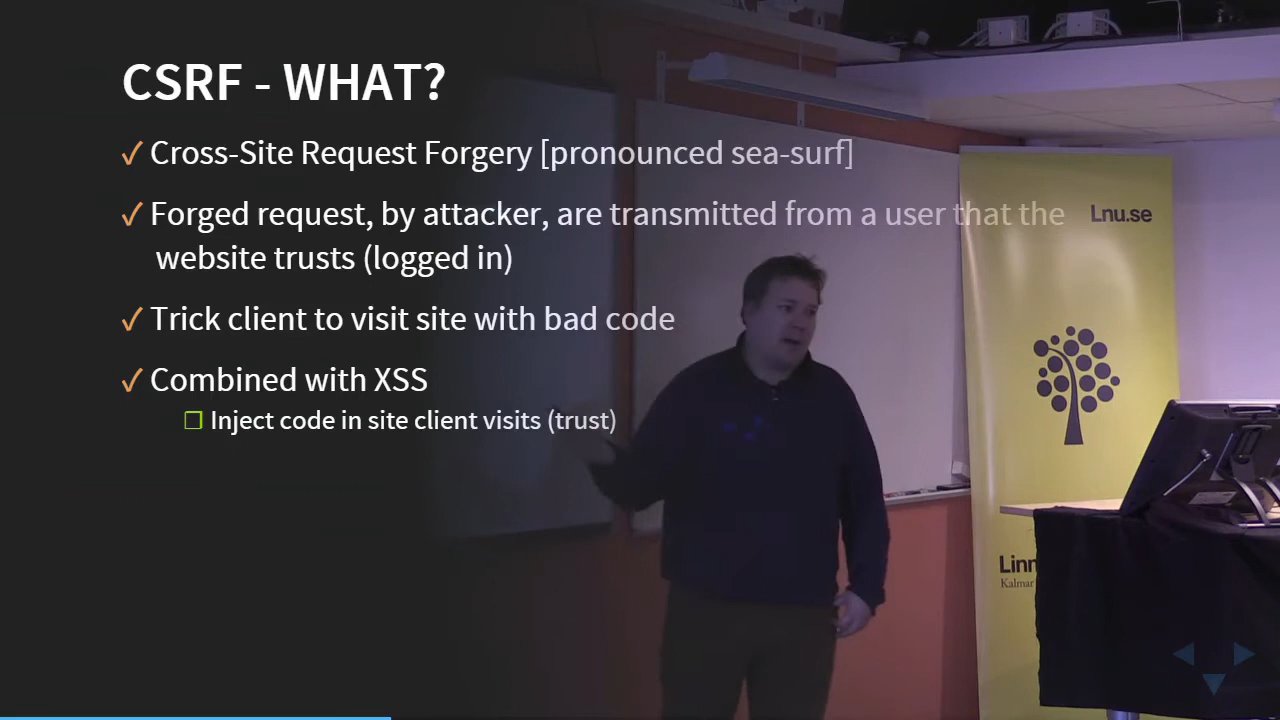 CSRF - WHAT?
✓ Cross-Site Request Forgery [pronounced sea-surf]
✓ Forged request, by attacker, are transmitted from a user that the
website trusts (logged in)
✓ Trick client to visit site with bad code
✓ Combined with XSS
❒ Inject code in site client visits (trust)
Lnu.se
Linn
Kalmar